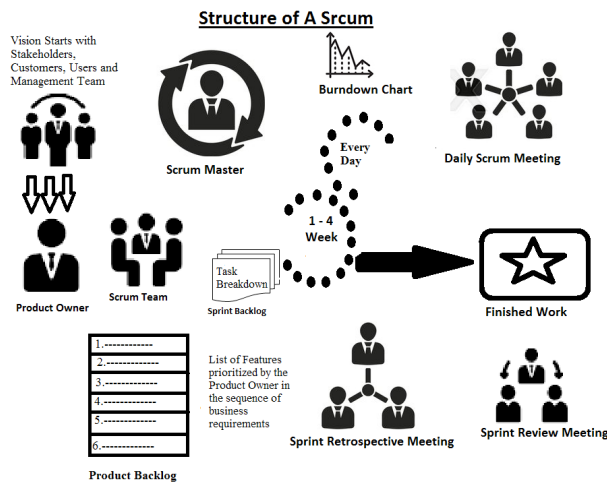 Structure of A Srcum
Vision Starts with
Stakeholders,
Customers, Users and
Management Team
Scrum Master
Burndown Chart
Every
Day
Daily Scrum Meeting
1 - 4
Week
Product Owner
Scrum Team
Task
Breakdown
Sprint Backlog
Finished Work
1.------------
2.------------
3.------------
4.------------
5.------------
6.------------
Product Backlog
List of Features
prioritized by the
Product Owner in
the sequence of
business
requirements
Sprint Retrospective Meeting
Sprint Review Meeting